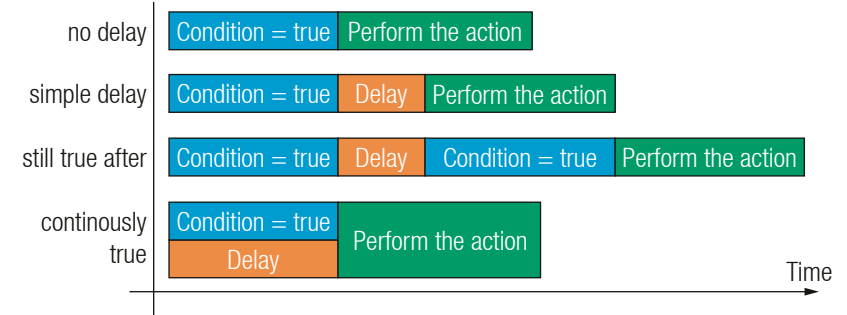 no delay Condition = true Perform the action
simple delay Condition = true Delay Perform the action
still true after Condition = true Delay Condition = true Perform the action
continously Condition = true
true Delay Perform the action
Time